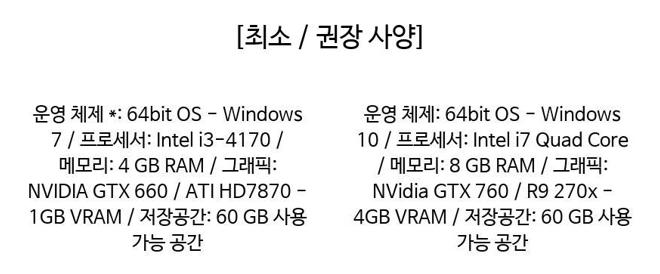 [최소 / 권장 사양]
운영 체제 *: 64bit OS - Windows
7 / 프로세서: Intel i3-4170 /
메모리: 4 GB RAM / 그래픽:
NVIDIA GTX 660 / ATI HD7870 -
1GB VRAM / 저장공간: 60 GB 사용
가능 공간
운영 체제: 64bit OS - Windows
10 / 프로세서: Intel i7 Quad Core
/ 메모리: 8 GB RAM / 그래픽:
NVidia GTX 760 / R9 270x -
4GB VRAM / 저장공간: 60 GB 사용
가능 공간